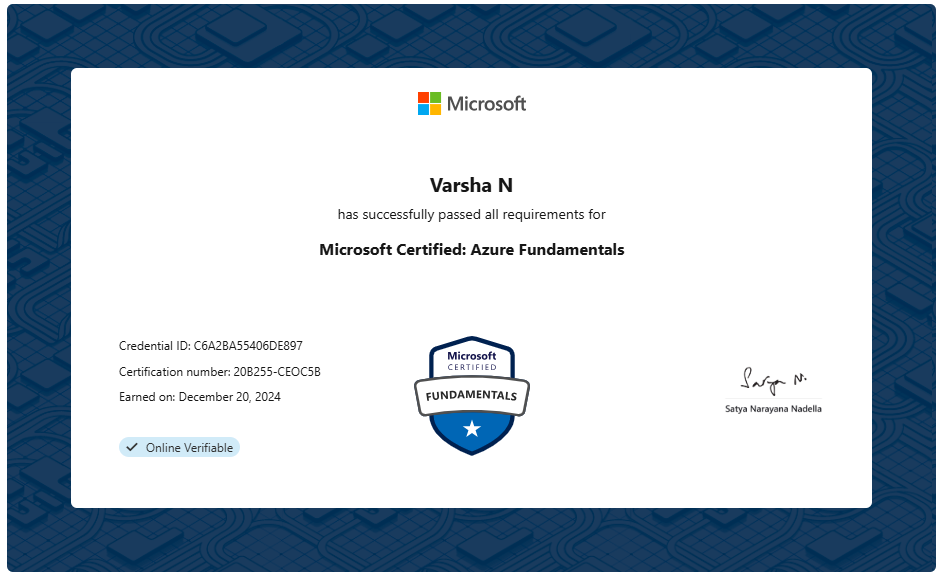 Microsoft
Varsha N
has successfully passed all requirements for
Microsoft Certified: Azure Fundamentals
Credential ID: C6A2BA55406DE897
Certification number: 20B255-CEOC5B
Earned on: December 20, 2024
Online Verifiable
Microsoft
CERTIFIED
FUNDAMENTALS
Satya N.
Satya Narayana Nadella